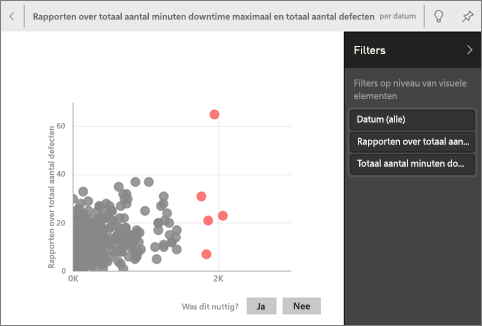 Rapporten over totaal aantal minuten downtime maximaal en totaal aantal defecten per datum
Filters
Filters op niveau van visuele
elementen
Datum (alle)
Rapporten over totaal aan...
Totaal aantal minuten do...
Rapporten over totaal aantal defecten
60
40
20
0
0K
2K
Was dit nuttig?
Ja
Nee